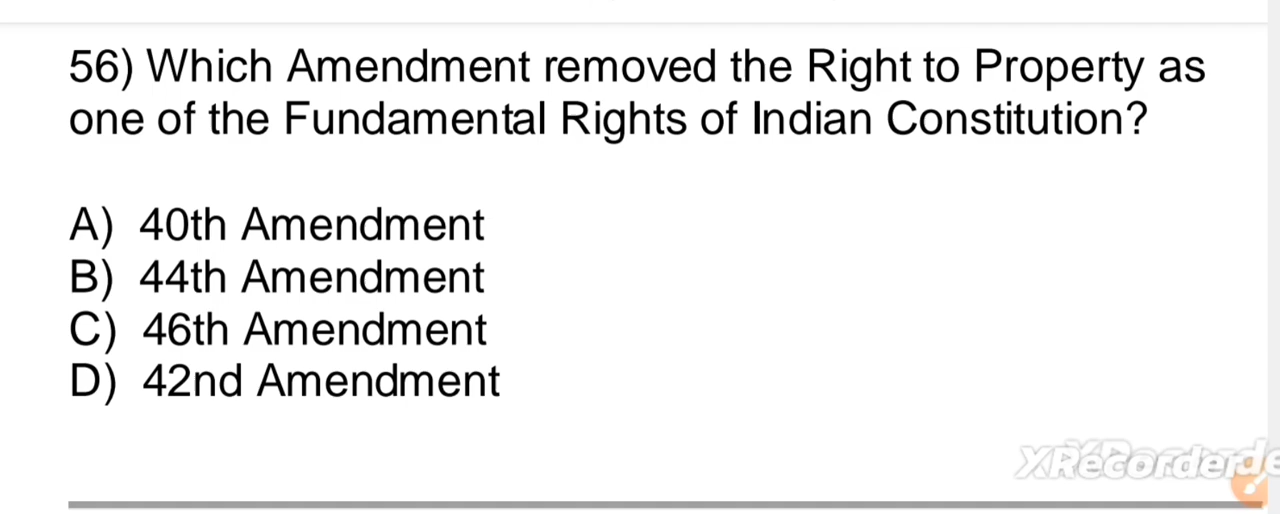 56) Which Amendment removed the Right to Property as
one of the Fundamental Rights of Indian Constitution?
A) 40th Amendment
B) 44th Amendment
C) 46th Amendment
D) 42nd Amendment
XRecorder